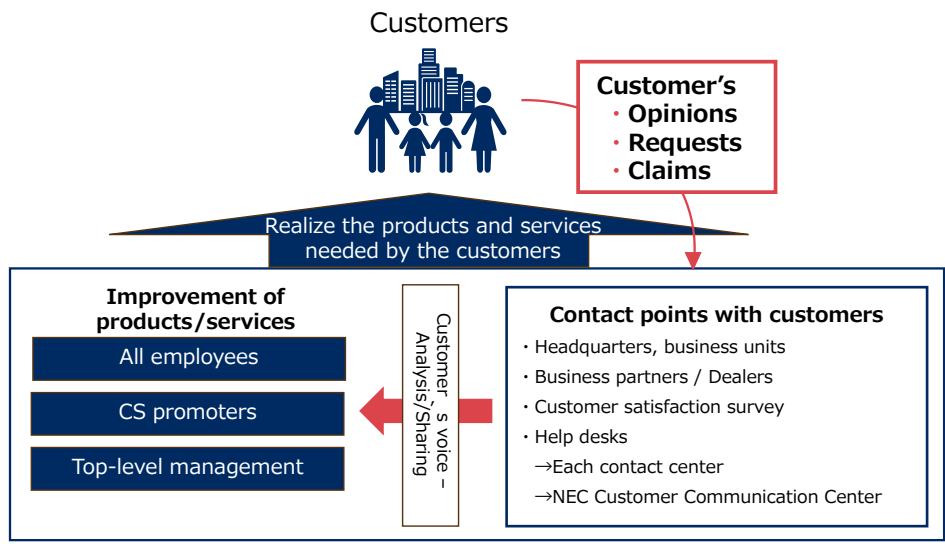 Customers
Customer’s
・Opinions
・Requests
・Claims
Realize the products and services
needed by the customers
Improvement of
products/services
All employees
CS promoters
Top-level management
Customer’s voice –
Analysis/Sharing
Contact points with customers
・Headquarters, business units
・Business partners / Dealers
・Customer satisfaction survey
・Help desks
→Each contact center
→NEC Customer Communication Center